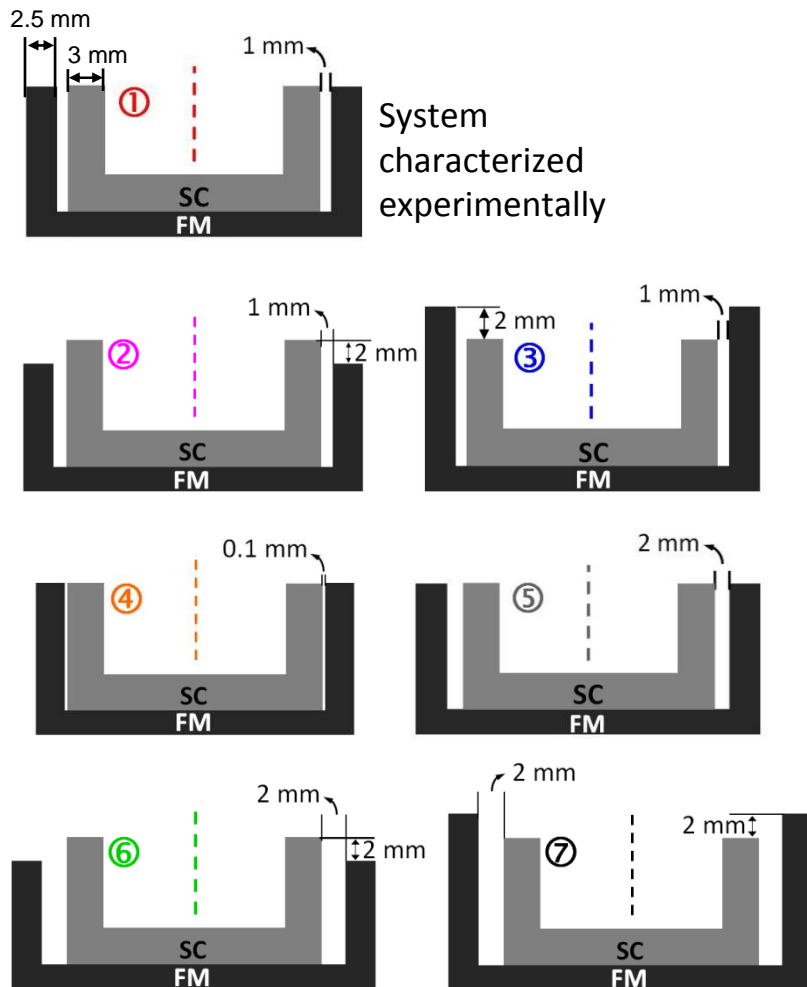 2.5 mm
3 mm
1 mm
①
System
characterized
experimentally
SC
FM
1 mm
2 mm
②
SC
FM
1 mm
2 mm
③
SC
FM
0.1 mm
④
SC
FM
2 mm
⑤
SC
FM
2 mm
2 mm
⑥
SC
FM
2 mm
2 mm
⑦
SC
FM